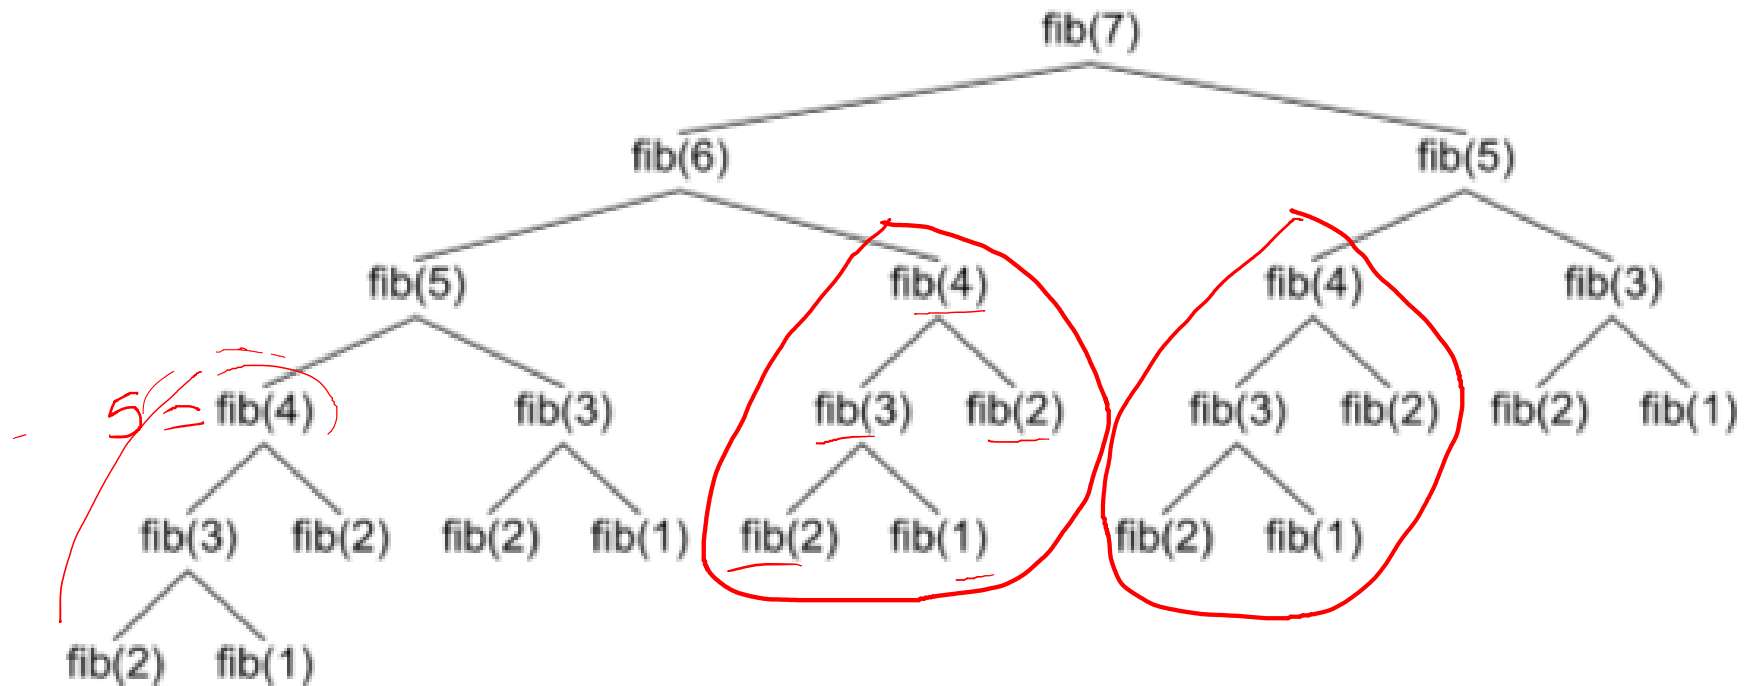 fib(7)
fib(6) fib(5)
fib(5) fib(4) fib(4) fib(3)
5 = fib(4) fib(3) fib(3) fib(2) fib(3) fib(2) fib(2) fib(1)
fib(3) fib(2) fib(2) fib(1) fib(2) fib(1) fib(2) fib(1)
fib(2) fib(1)